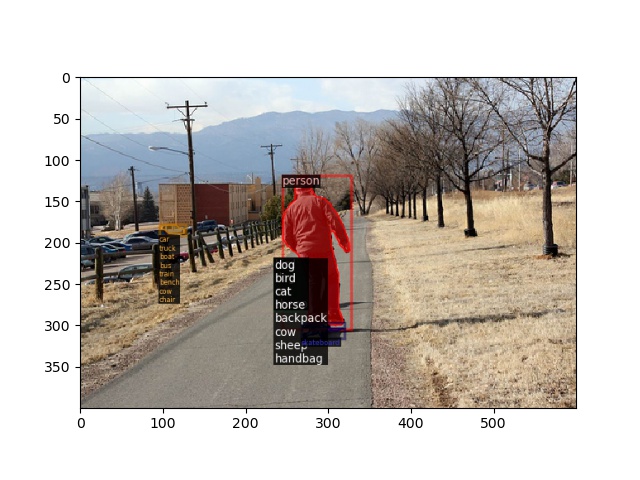 0
50
100
150
200
250
300
350
0
100
200
300
400
500
person
dog
bird
cat
horse
backpack
cow
sheep
handbag
skateboard
car
truck
boat
bus
train
bench
cow
chair